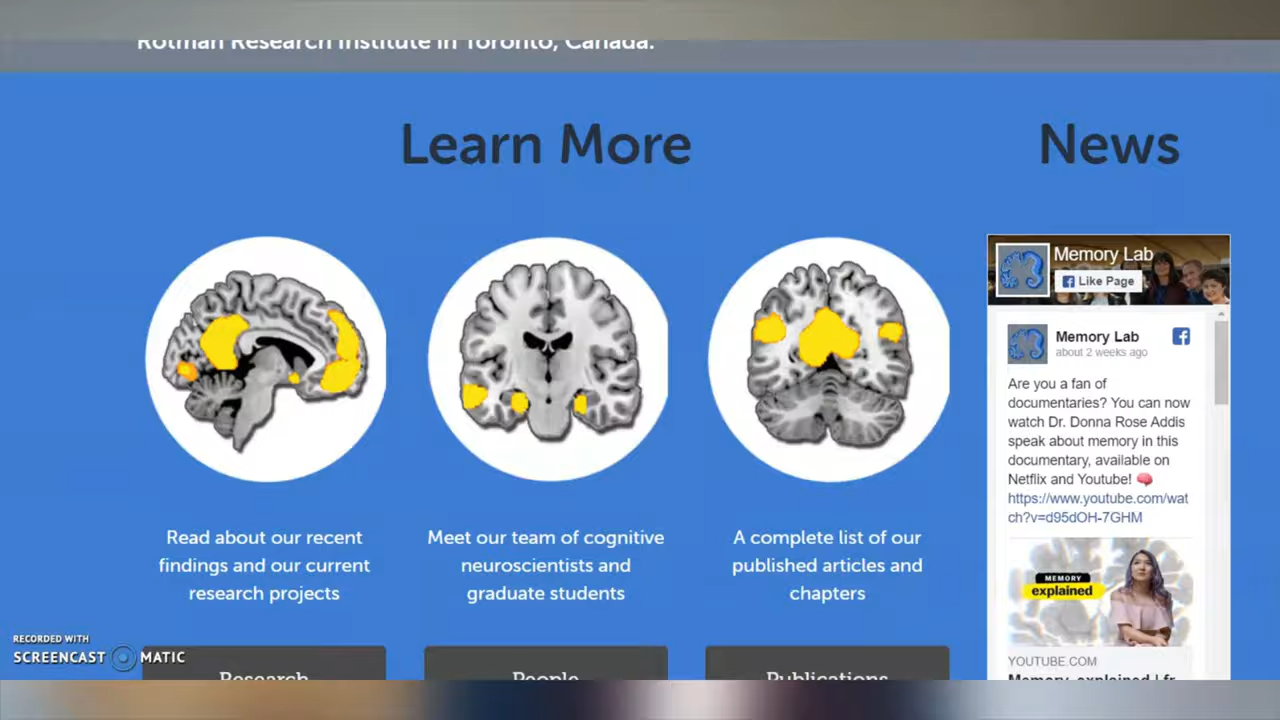 Rotman Research Institute in Toronto, Canada.
Learn More
News
Memory Lab
Like Page
Memory Lab
about 2 weeks ago
Are you a fan of
documentaries? You can now
watch Dr. Donna Rose Addis
speak about memory in this
documentary, available on
Netflix and Youtube! 🧠
https://www.youtube.com/wat
ch?v=d95dOH-7GHM
MEMORY
explained
YOUTUBE.COM
Memory, explained | fr
Read about our recent
findings and our current
research projects
Meet our team of cognitive
neuroscientists and
graduate students
A complete list of our
published articles and
chapters
Research
People
Publications
RECORDED WITH
SCREENCAST MATIC